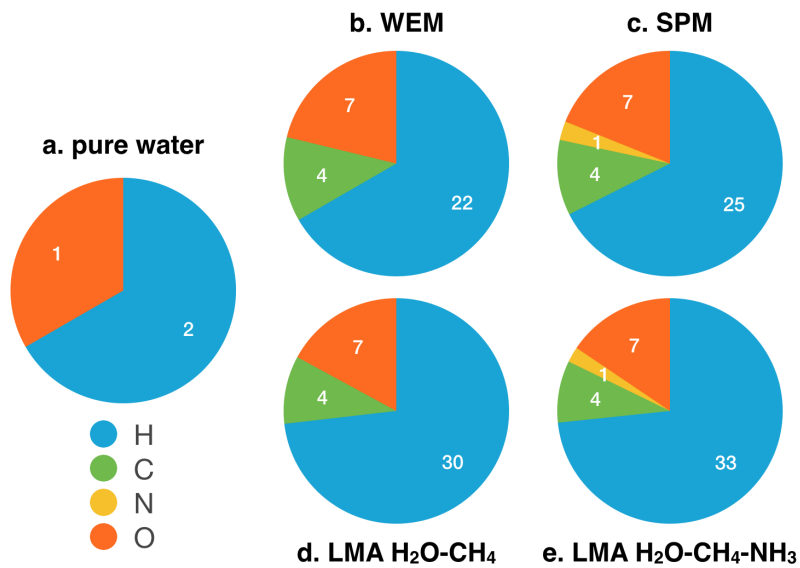 a. pure water
1
2
H
C
N
O
b. WEM
7
4
22
c. SPM
7
1
4
25
7
4
30
d. LMA H₂O-CH₄
7
1
4
33
e. LMA H₂O-CH₄-NH₃